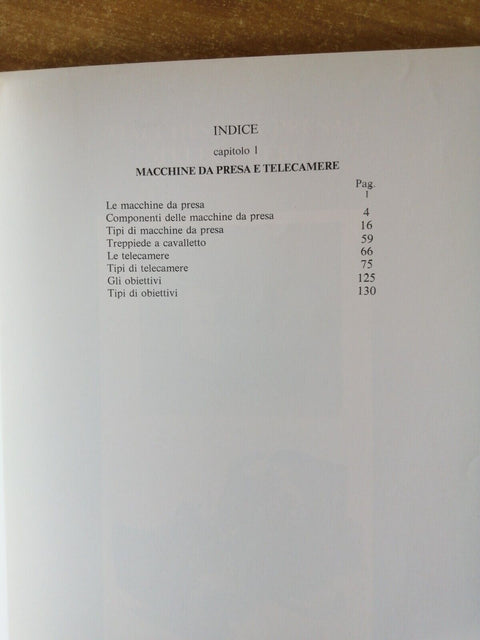 INDICE
capitolo 1
MACCHINE DA PRESA E TELECAMERE
Pag.
Le macchine da presa 1
Componenti delle macchine da presa 4
Tipi di macchine da presa 16
Treppiede a cavalletto 59
Le telecamere 66
Tipi di telecamere 75
Gli obiettivi 125
Tipi di obiettivi 130